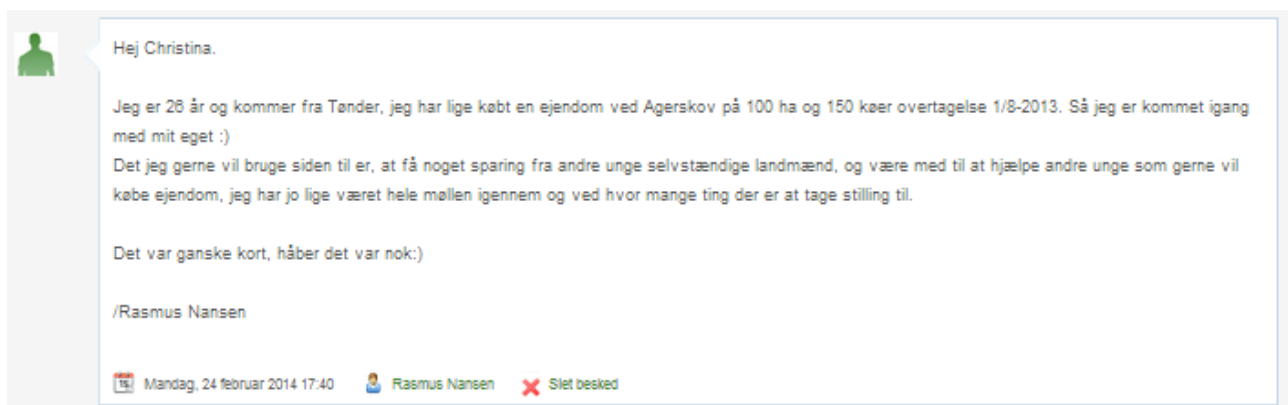 Hej Christina.
Jeg er 26 år og kommer fra Tønder, jeg har lige købt en ejendom ved Agerskov på 100 ha og 150 køer overtagelse 1/8-2013. Så jeg er kommet igang
med mit eget :)
Det jeg gerne vil bruge siden til er, at få noget sparing fra andre unge selvstændige landmænd, og være med til at hjælpe andre unge som gerne vil
købe ejendom, jeg har jo lige været hele møllen igennem og ved hvor mange ting der er at tage stilling til.
Det var ganske kort, håber det var nok:)
/Rasmus Nansen
Mandag, 24 februar 2014 17:40 Rasmus Nansen Slet besked